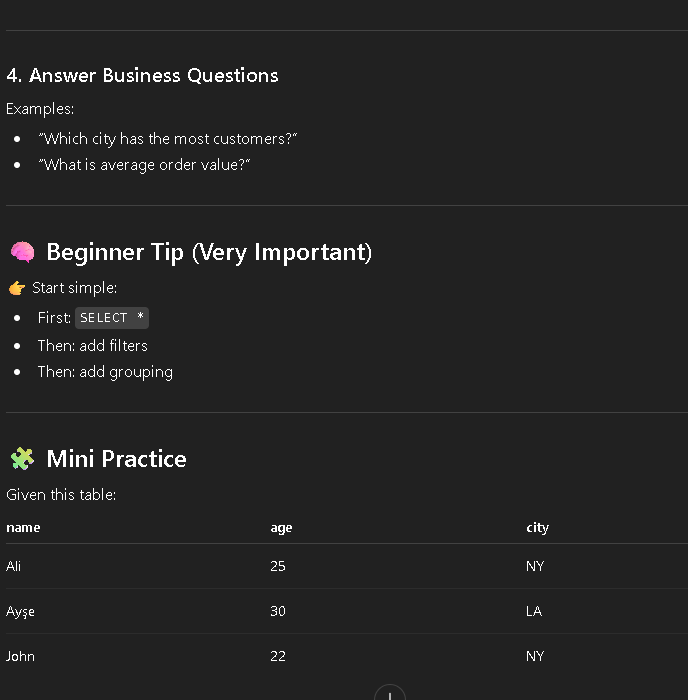 4. Answer Business Questions
Examples:
"Which city has the most customers?"
"What is average order value?"
🧠 Beginner Tip (Very Important)
👉 Start simple:
First: SELECT *
Then: add filters
Then: add grouping
🧩 Mini Practice
Given this table:
name age city
Ali 25 NY
Ayşe 30 LA
John 22 NY